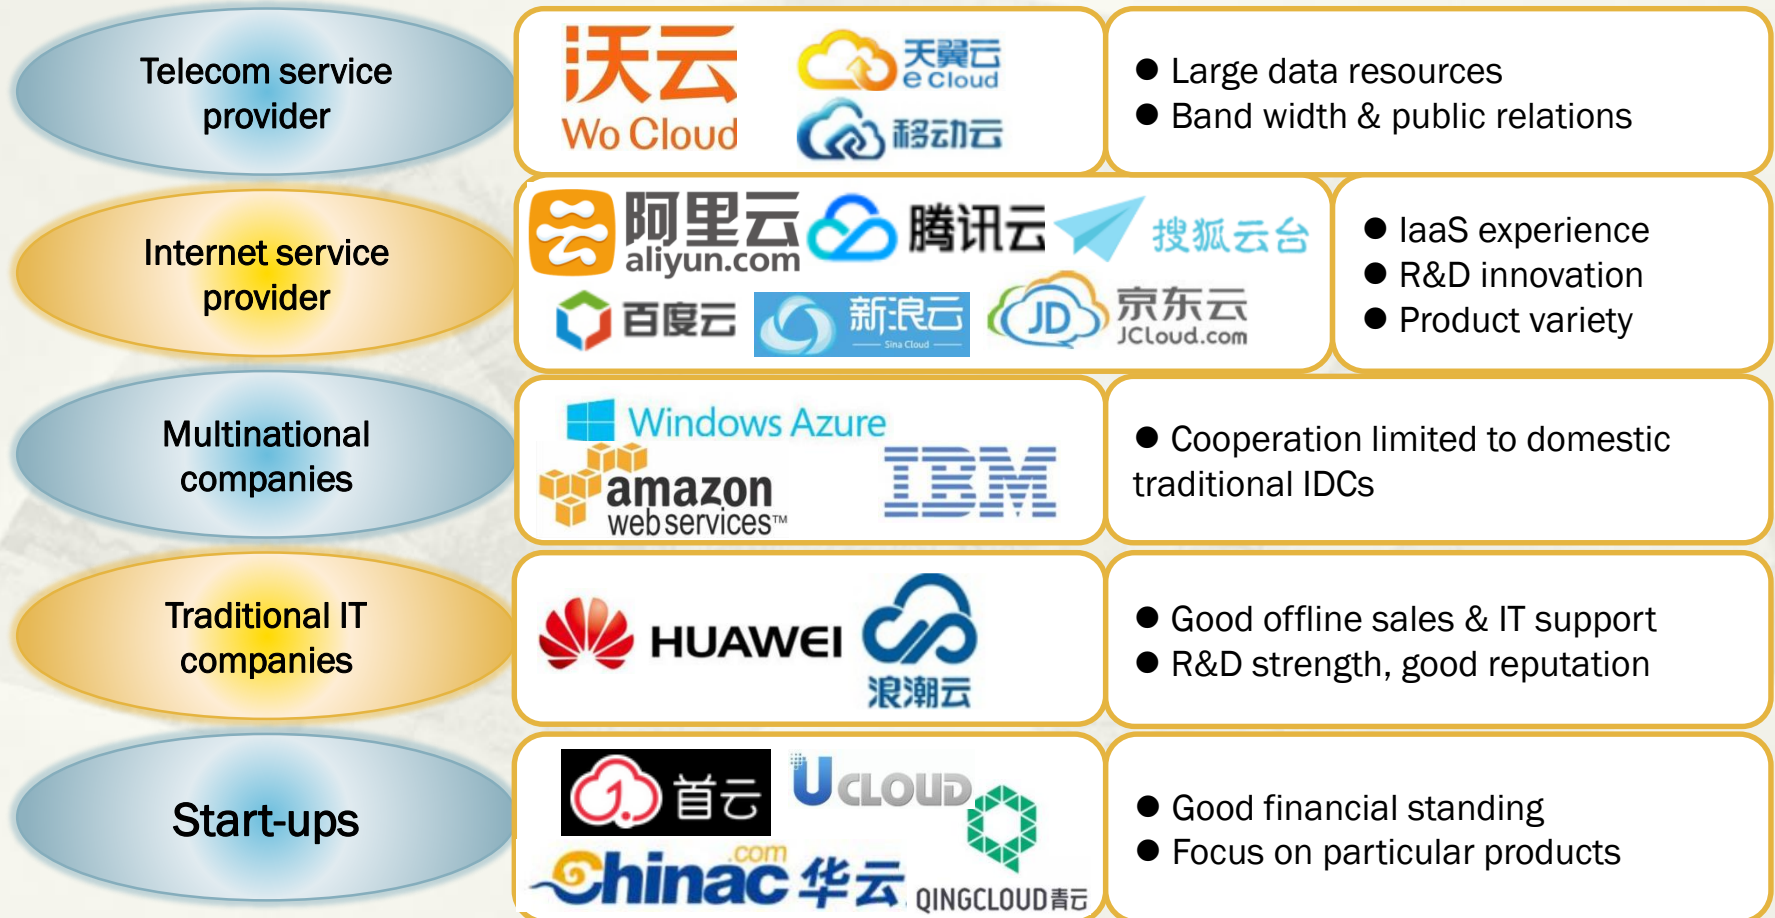 Telecom service
provider
沃云
Wo Cloud
天翼云
e Cloud
移动云
● Large data resources
● Band width & public relations
Internet service
provider
阿里云
aliyun.com
腾讯云
搜狐云台
百度云
新浪云
Sina Cloud
JD
京东云
JCloud.com
● IaaS experience
● R&D innovation
● Product variety
Multinational
companies
Windows Azure
amazon
web services™
IBM
● Cooperation limited to domestic
traditional IDCs
Traditional IT
companies
HUAWEI
浪潮云
● Good offline sales & IT support
● R&D strength, good reputation
Start-ups
首云
UCLOUD
Chinac.com 华云
QINGCLOUD青云
● Good financial standing
● Focus on particular products